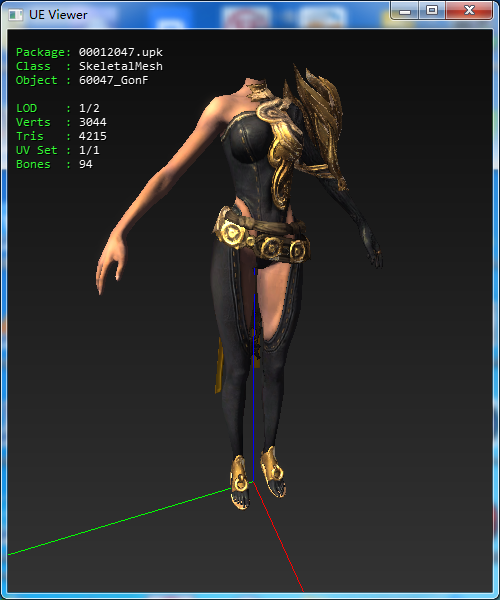 UE Viewer
Package: 00012047.upk
Class : SkeletalMesh
Object : 60047_GonF
LOD : 1/2
Verts : 3044
Tris : 4215
UV Set : 1/1
Bones : 94